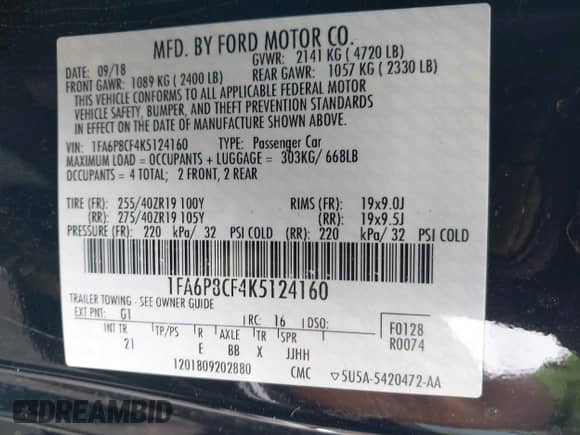 MFD. BY FORD MOTOR CO.
DATE: 09/18 GVWR: 2141 KG ( 4720 LB)
FRONT GAWR: 1089 KG ( 2400 LB) REAR GAWR: 1057 KG ( 2330 LB)
THIS VEHICLE CONFORMS TO ALL APPLICABLE FEDERAL MOTOR
VEHICLE SAFETY, BUMPER, AND THEFT PREVENTION STANDARDS
IN EFFECT ON THE DATE OF MANUFACTURE SHOWN ABOVE.
VIN: 1FA6P8CF4K5124160 TYPE: Passenger Car
MAXIMUM LOAD = OCCUPANTS + LUGGAGE = 303KG/ 668LB
OCCUPANTS = 4 TOTAL; 2 FRONT, 2 REAR
TIRE (FR): 255/40ZR19 100Y RIMS (FR): 19x9.0J
(RR): 275/40ZR19 105Y (RR): 19x9.5J
PRESSURE (FR): 220 kPa/ 32 PSI COLD (RR): 220 kPa/ 32 PSI COLD
1FA6P8CF4K5124160
TRAILER TOWING - SEE OWNER GUIDE
EXT PNT: G1 RC: 16 DSO: F0128
INT TR TP/PS R AXLE TR SPR R0074
21 E BB X JJHH
1201809202880 CMC ▽5U5A-5420472-AA
DREAMBID